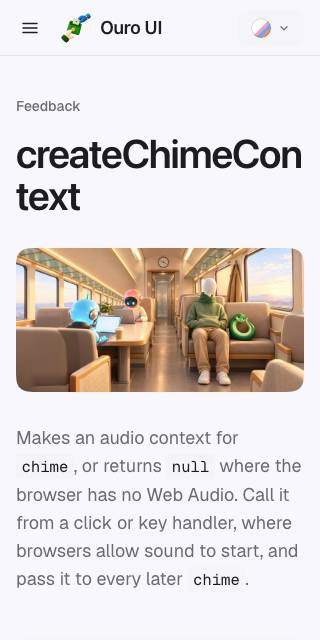 Ouro UI
Feedback
createChimeCon
text
Makes an audio context for
chime, or returns null where the
browser has no Web Audio. Call it
from a click or key handler, where
browsers allow sound to start, and
pass it to every later chime.